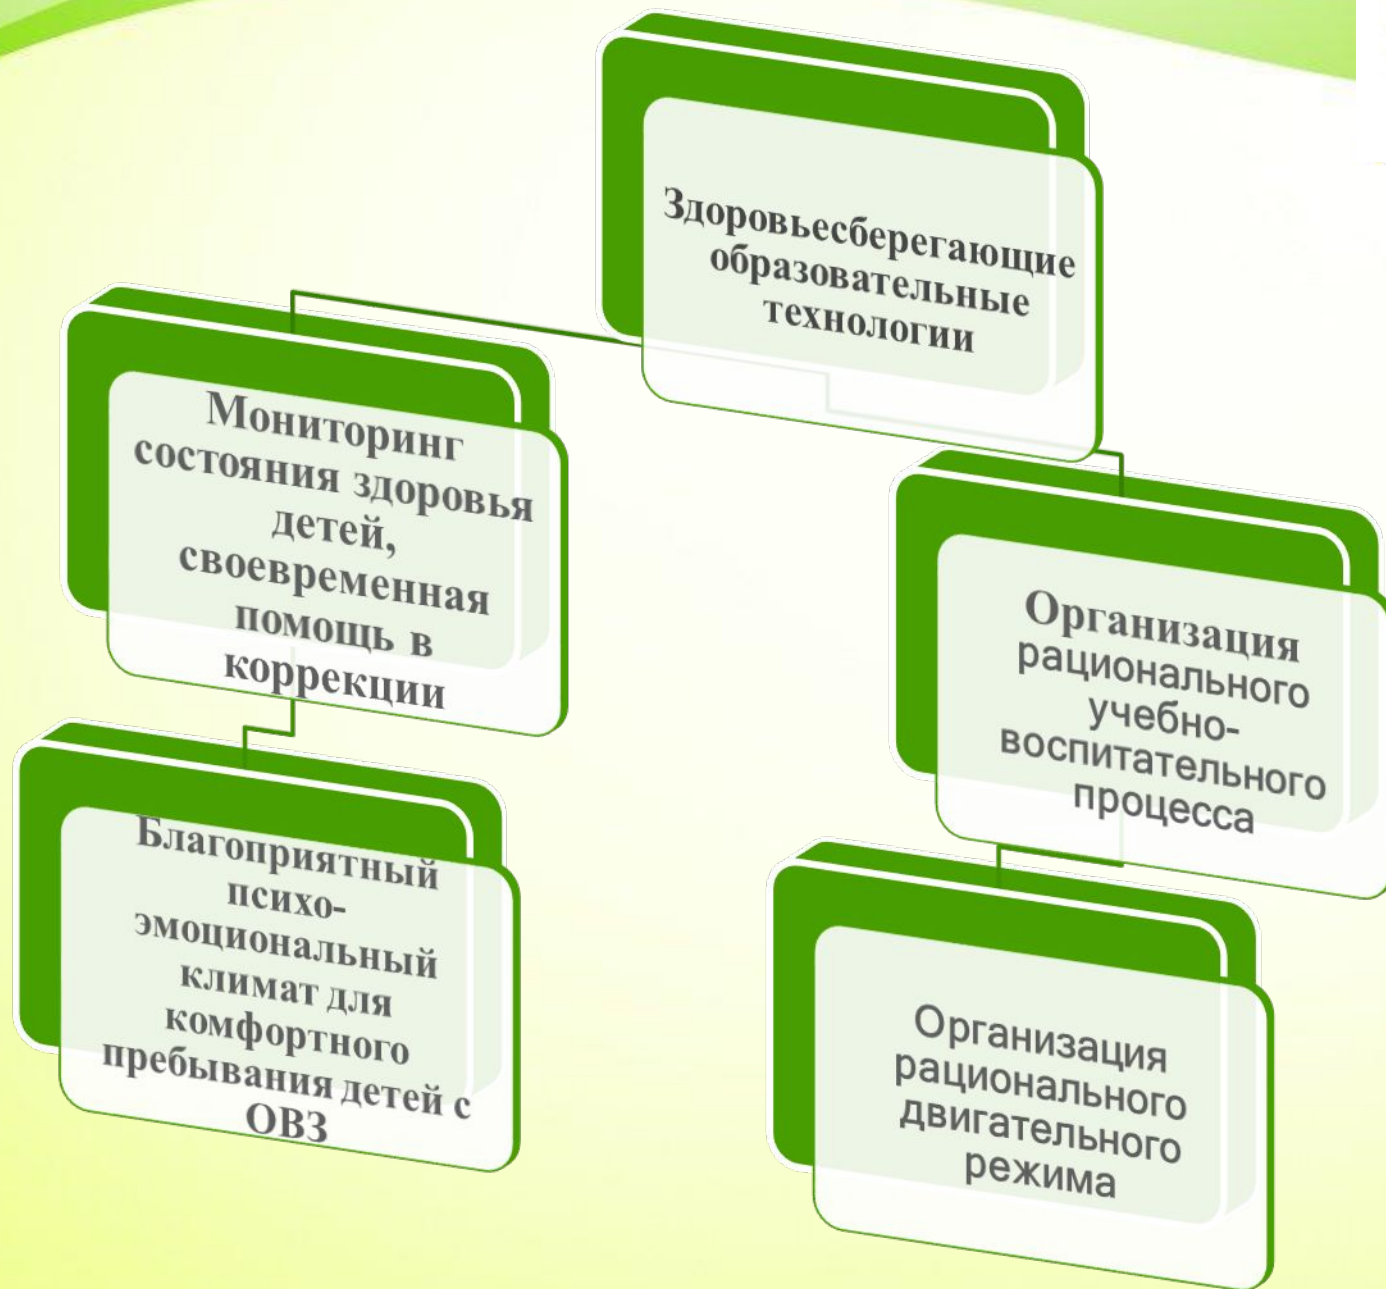 Здоровьесберегающие
образовательные
технологии
Мониторинг
состояния здоровья
детей,
своевременная
помощь в
коррекции
Организация
рационального
учебно-
воспитательного
процесса
Благоприятный
психо-
эмоциональный
климат для
комфортного
пребывания детей с
ОВЗ
Организация
рационального
двигательного
режима